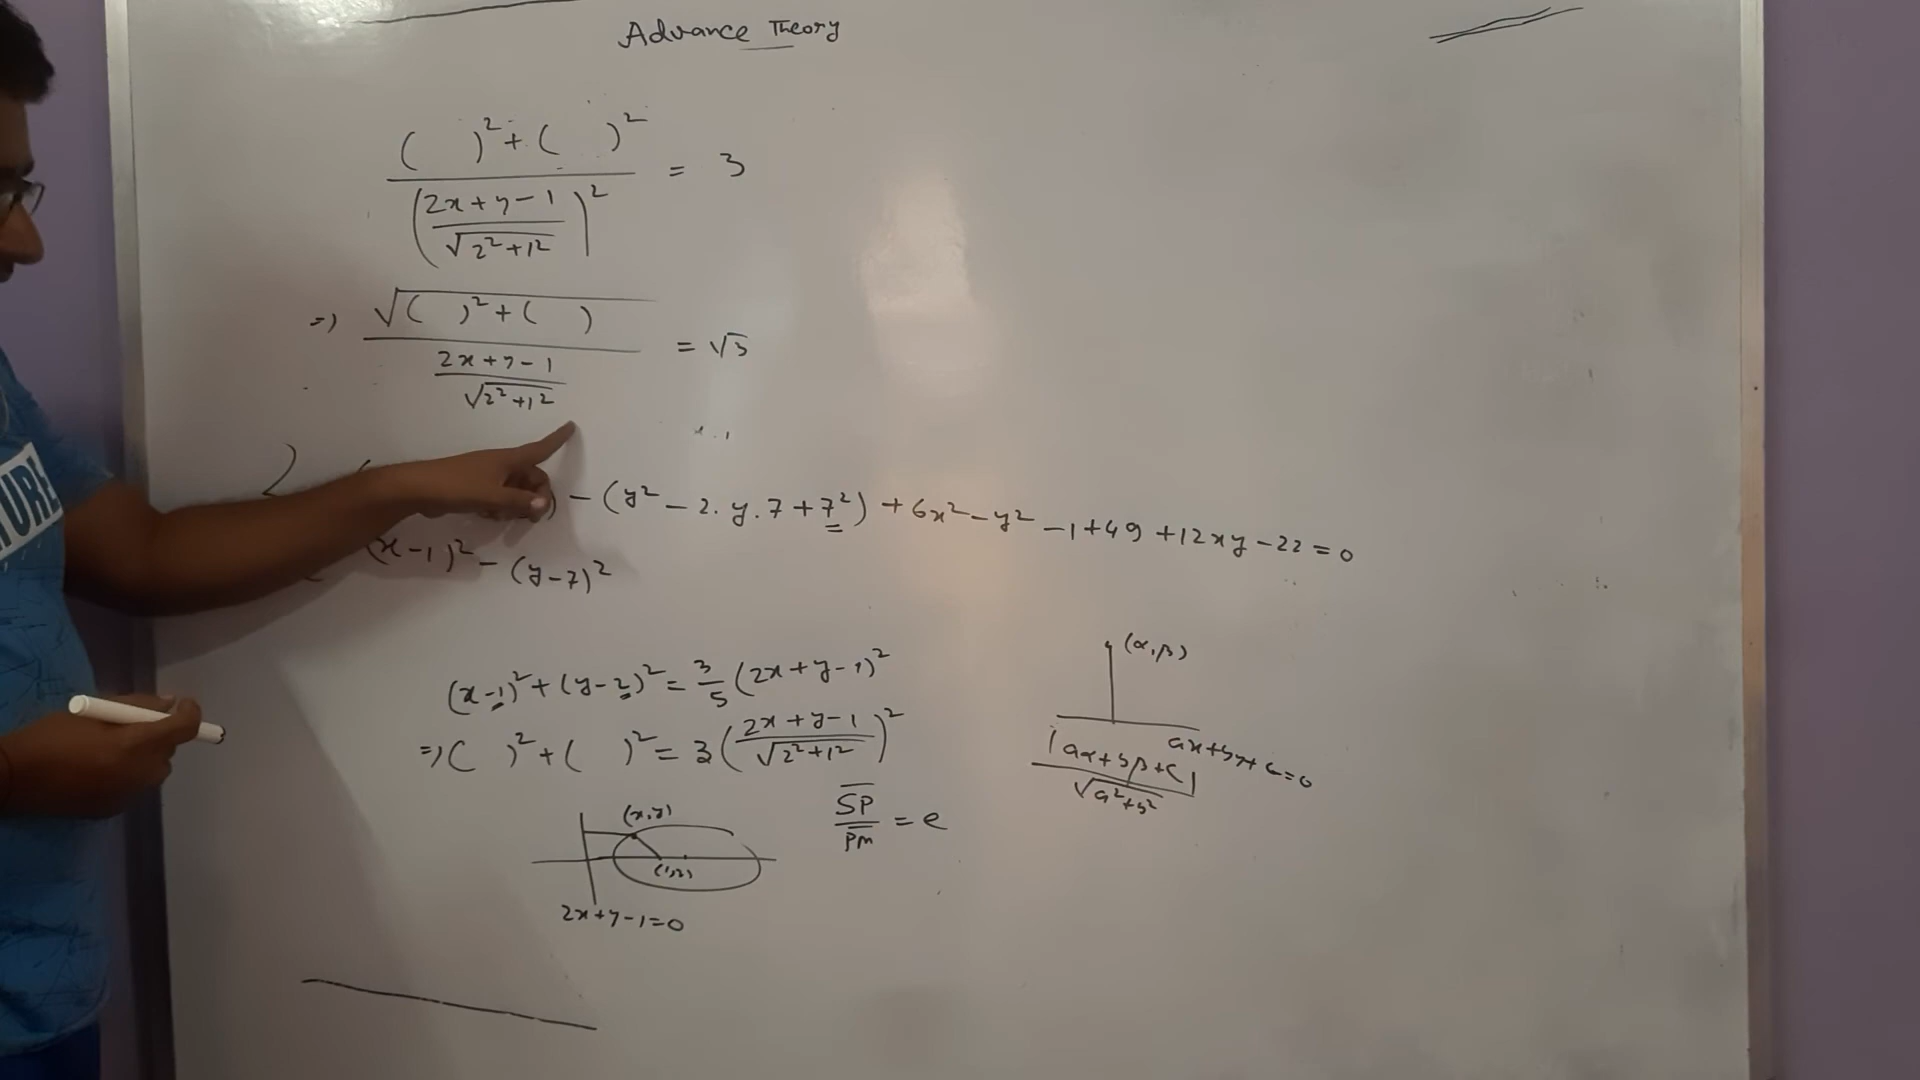 Advance Theory
( )² + ( )² / ((2x+y-1)/√(2²+1²))² = 3
⇒ √(( )² + ( ) / (2x+y-1)/√(2²+1²) = √3
) - (y² - 2.y.7 + 7²) + 6x² - y² - 1 + 49 + 12xy - 22 = 0
(x-1)² - (y-7)²
(x-1)² + (y-2)² = 3/5 (2x+y-1)²
⇒ ( )² + ( )² = 3 ((2x+y-1)/√(2²+1²))²
SP/PM = e
(x,y)
(1,2)
2x+y-1=0
(α,β)
ax+by+c=0
|aα+bβ+c| / √(a²+b²)
URE